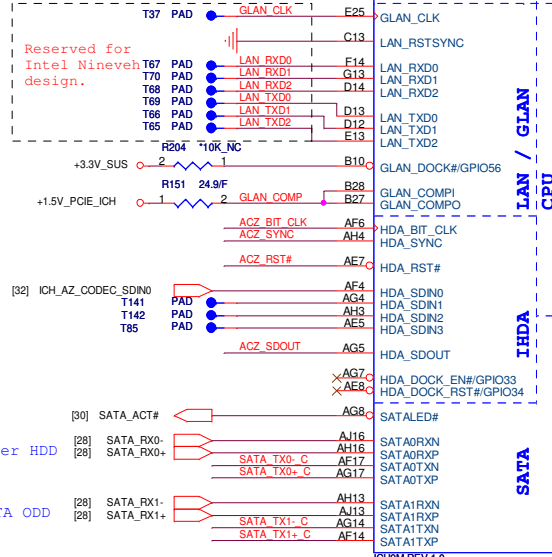 T37 PAD GLAN_CLK E25 GLAN_CLK
C13 LAN_RSTSYNC
Reserved for
Intel Nineveh
design.
T67 PAD LAN_RXD0 F14 LAN_RXD0
T70 PAD LAN_RXD1 G13 LAN_RXD1
T68 PAD LAN_RXD2 D14 LAN_RXD2
T69 PAD LAN_TXD0 D13 LAN_TXD0
T66 PAD LAN_TXD1 D12 LAN_TXD1
T65 PAD LAN_TXD2 E13 LAN_TXD2
R204 *10K_NC
+3.3V_SUS 2 1 B10 GLAN_DOCK#/GPIO56
R151 24.9/F
B28 GLAN_COMPI
+1.5V_PCIE_ICH 1 2 GLAN_COMP B27 GLAN_COMPO
LAN / GLAN
CPU
ACZ_BIT_CLK AF6 HDA_BIT_CLK
ACZ_SYNC AH4 HDA_SYNC
ACZ_RST# AE7 HDA_RST#
[32] ICH_AZ_CODEC_SDIN0 AF4 HDA_SDIN0
T141 PAD AG4 HDA_SDIN1
T142 PAD AH3 HDA_SDIN2
T85 PAD AE5 HDA_SDIN3
ACZ_SDOUT AG5 HDA_SDOUT
IHDA
AG7 HDA_DOCK_EN#/GPIO33
AE8 HDA_DOCK_RST#/GPIO34
[30] SATA_ACT# AG8 SATALED#
[28] SATA_RX0- AJ16 SATA0RXN
er HDD [28] SATA_RX0+ AH16 SATA0RXP
SATA_TX0-_C AF17 SATA0TXN
SATA_TX0+_C AG17 SATA0TXP
SATA
[28] SATA_RX1- AH13 SATA1RXN
TA ODD [28] SATA_RX1+ AJ13 SATA1RXP
SATA_TX1-_C AG14 SATA1TXN
SATA_TX1+_C AF14 SATA1TXP
ICH9M REV 1.0